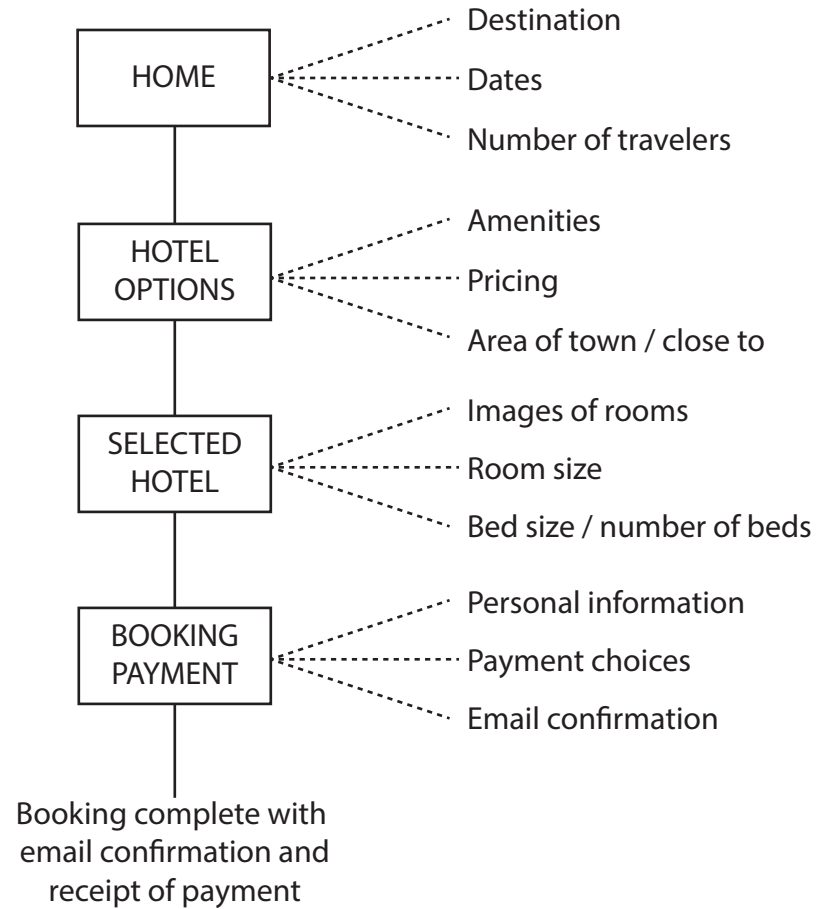 HOME
Destination
Dates
Number of travelers
HOTEL
OPTIONS
Amenities
Pricing
Area of town / close to
SELECTED
HOTEL
Images of rooms
Room size
Bed size / number of beds
BOOKING
PAYMENT
Personal information
Payment choices
Email confirmation
Booking complete with
email confirmation and
receipt of payment